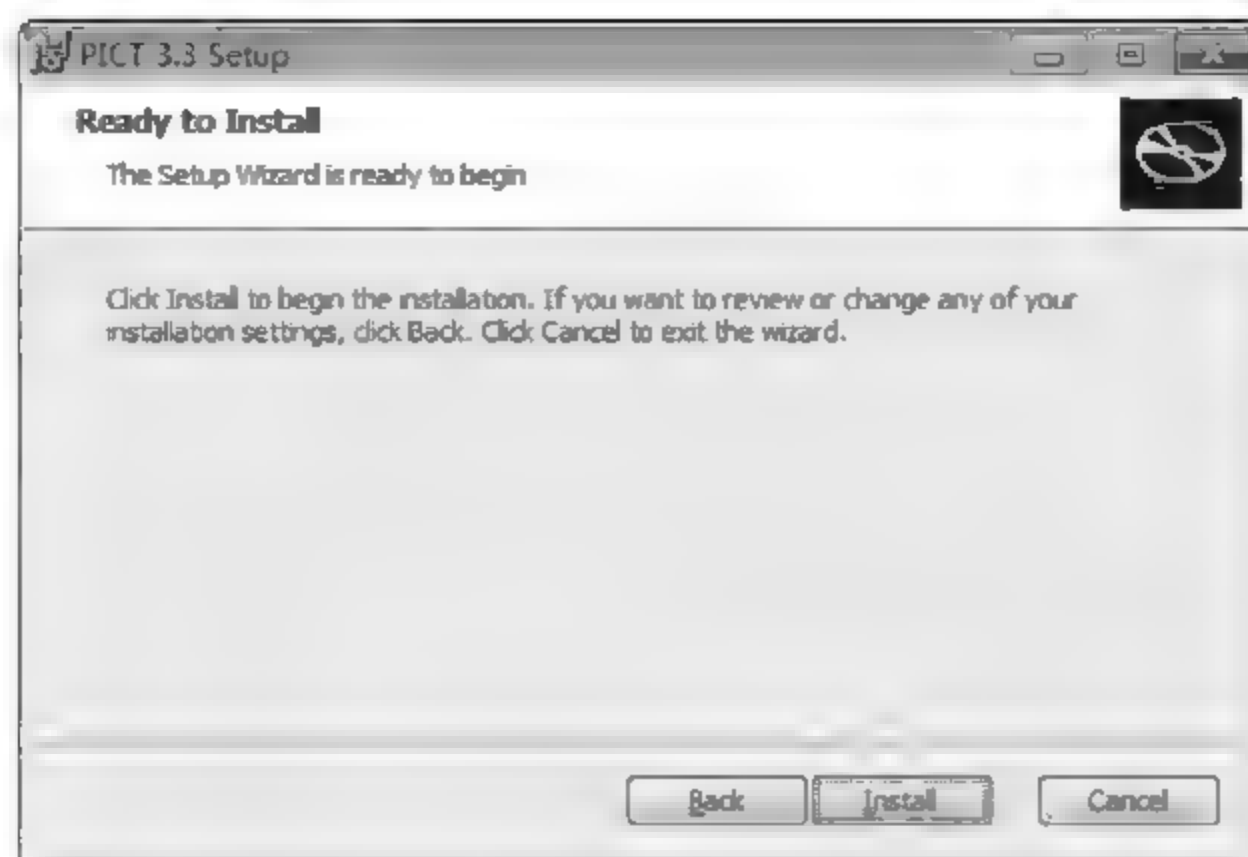 PICT 3.3 Setup
Ready to Install
The Setup Wizard is ready to begin
Click Install to begin the installation. If you want to review or change any of your
installation settings, click Back. Click Cancel to exit the wizard.
Back Install Cancel